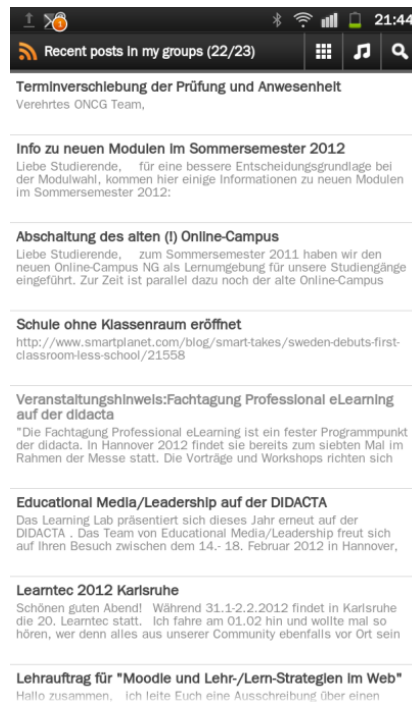 21:44
Recent posts in my groups (22/23)
Terminverschiebung der Prüfung und Anwesenheit
Verehrtes ONCG Team,
Info zu neuen Modulen im Sommersemester 2012
Liebe Studierende, für eine bessere Entscheidungsgrundlage bei
der Modulwahl, kommen hier einige Informationen zu neuen Modulen
im Sommersemester 2012:
Abschaltung des alten (!) Online-Campus
Liebe Studierende, zum Sommersemester 2011 haben wir den
neuen Online-Campus NG als Lernumgebung für unsere Studiengänge
eingeführt. Zur Zeit ist parallel dazu noch der alte Online-Campus
Schule ohne Klassenraum eröffnet
http://www.smartplanet.com/blog/smart-takes/sweden-debuts-first-
classroom-less-school/21558
Veranstaltungshinweis:Fachtagung Professional eLearning
auf der didacta
"Die Fachtagung Professional eLearning ist ein fester Programmpunkt
der didacta. In Hannover 2012 findet sie bereits zum siebten Mal im
Rahmen der Messe statt. Die Vorträge und Workshops richten sich
Educational Media/Leadership auf der DIDACTA
Das Learning Lab präsentiert sich dieses Jahr erneut auf der
DIDACTA . Das Team von Educational Media/Leadership freut sich
auf Ihren Besuch zwischen dem 14.- 18. Februar 2012 in Hannover,
Learntec 2012 Karlsruhe
Schönen guten Abend! Während 31.1-2.2.2012 findet in Karlsruhe
die 20. Learntec statt. Ich fahre am 01.02 hin und wollte mal so
hören, wer denn alles aus unserer Community ebenfalls vor Ort sein
Lehrauftrag für "Moodle und Lehr-/Lern-Strategien im Web"
Hallo zusammen, ich leite Euch eine Ausschreibung über einen